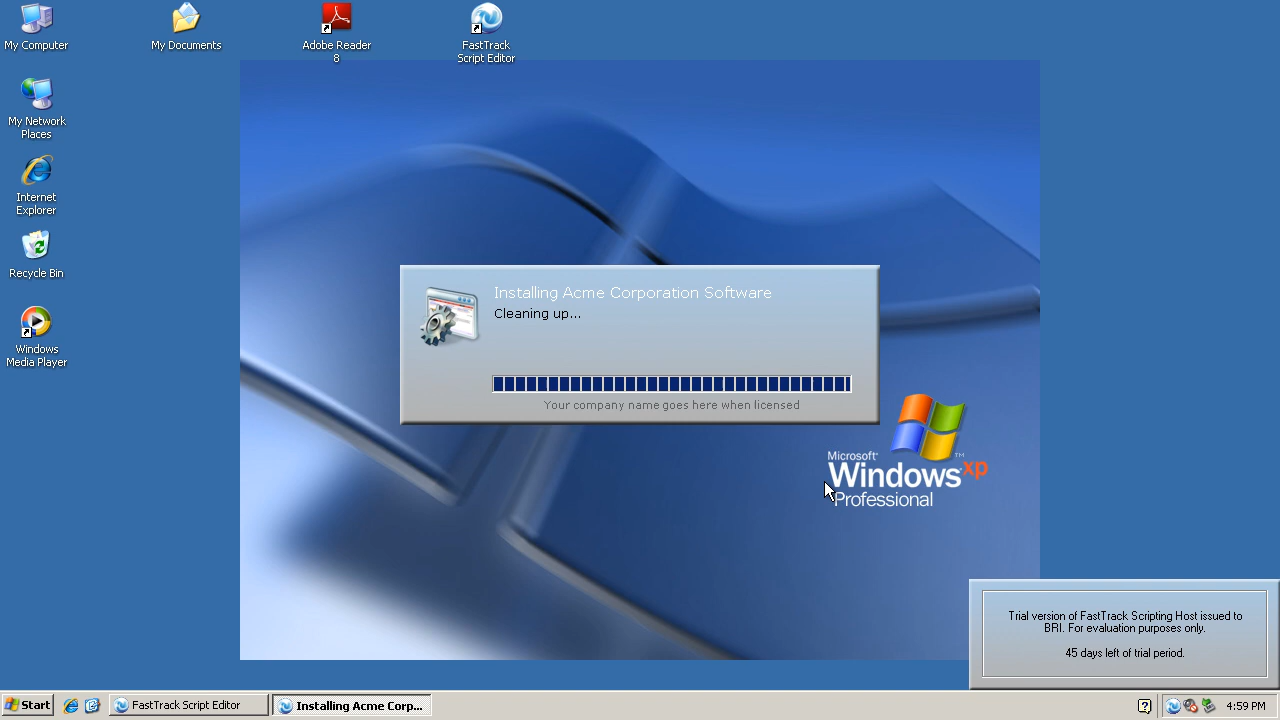 My Computer
My Documents
Adobe Reader
8
FastTrack
Script Editor
My Network
Places
Internet
Explorer
Recycle Bin
Windows
Media Player
Installing Acme Corporation Software
Cleaning up...
Your company name goes here when licensed
Microsoft®
Windows® xp ™
Professional
Trial version of FastTrack Scripting Host issued to
BRI. For evaluation purposes only.
45 days left of trial period.
Start
FastTrack Script Editor
Installing Acme Corp...
?
4:59 PM